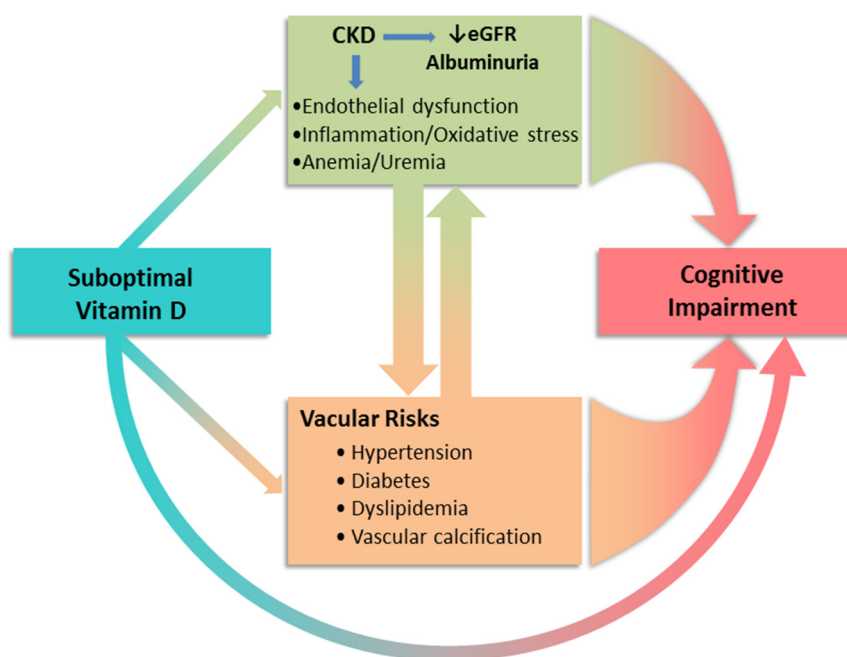 CKD
↓eGFR
Albuminuria
•Endothelial dysfunction
•Inflammation/Oxidative stress
•Anemia/Uremia
Suboptimal
Vitamin D
Cognitive
Impairment
Vacular Risks
• Hypertension
• Diabetes
• Dyslipidemia
• Vascular calcification